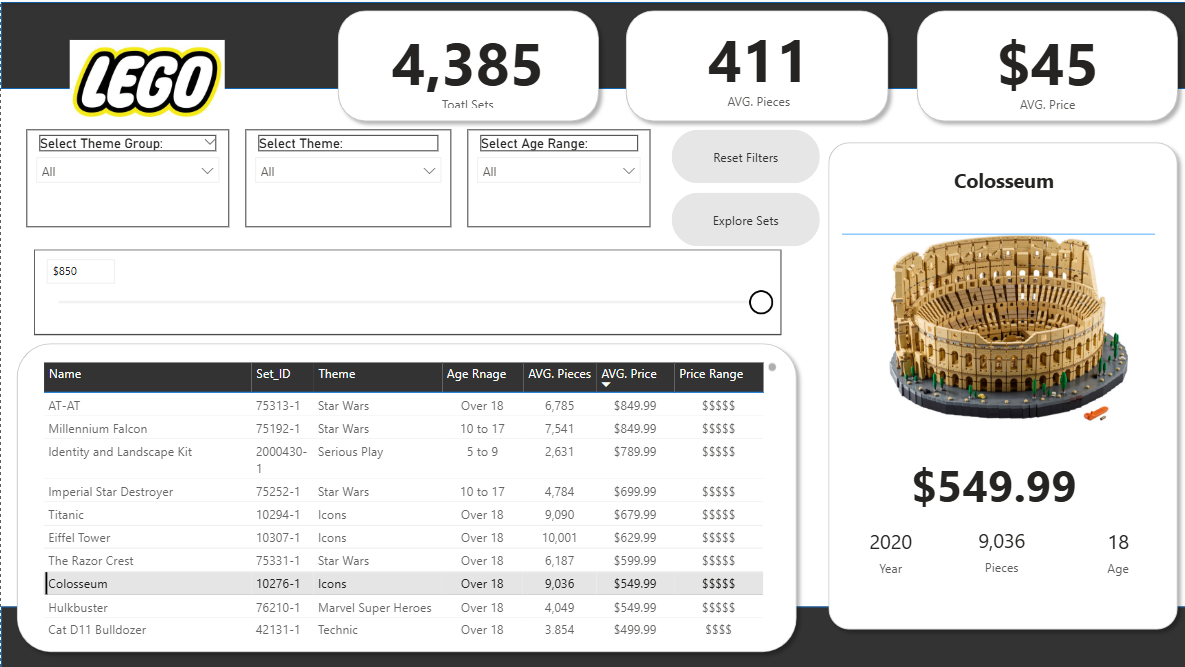 LEGO
4,385
Toatl Sets
411
AVG. Pieces
$45
AVG. Price
Select Theme Group:
All
Select Theme:
All
Select Age Range:
All
Reset Filters
Explore Sets
$850
Name Set_ID Theme Age Rnage AVG. Pieces AVG. Price Price Range
AT-AT 75313-1 Star Wars Over 18 6,785 $849.99 $$$$$
Millennium Falcon 75192-1 Star Wars 10 to 17 7,541 $849.99 $$$$$
Identity and Landscape Kit 2000430- Serious Play 5 to 9 2,631 $789.99 $$$$$
1
Imperial Star Destroyer 75252-1 Star Wars 10 to 17 4,784 $699.99 $$$$$
Titanic 10294-1 Icons Over 18 9,090 $679.99 $$$$$
Eiffel Tower 10307-1 Icons Over 18 10,001 $629.99 $$$$$
The Razor Crest 75331-1 Star Wars Over 18 6,187 $599.99 $$$$$
Colosseum 10276-1 Icons Over 18 9,036 $549.99 $$$$$
Hulkbuster 76210-1 Marvel Super Heroes Over 18 4,049 $549.99 $$$$$
Cat D11 Bulldozer 42131-1 Technic Over 18 3.854 $499.99 $$$$
Colosseum
$549.99
2020 9,036 18
Year Pieces Age